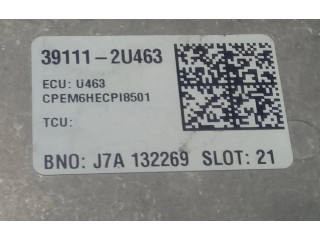 39111-2U463
ECU: U463
CPEM6HECPI8501
TCU:
BNO: J7A 132269 SLOT: 21